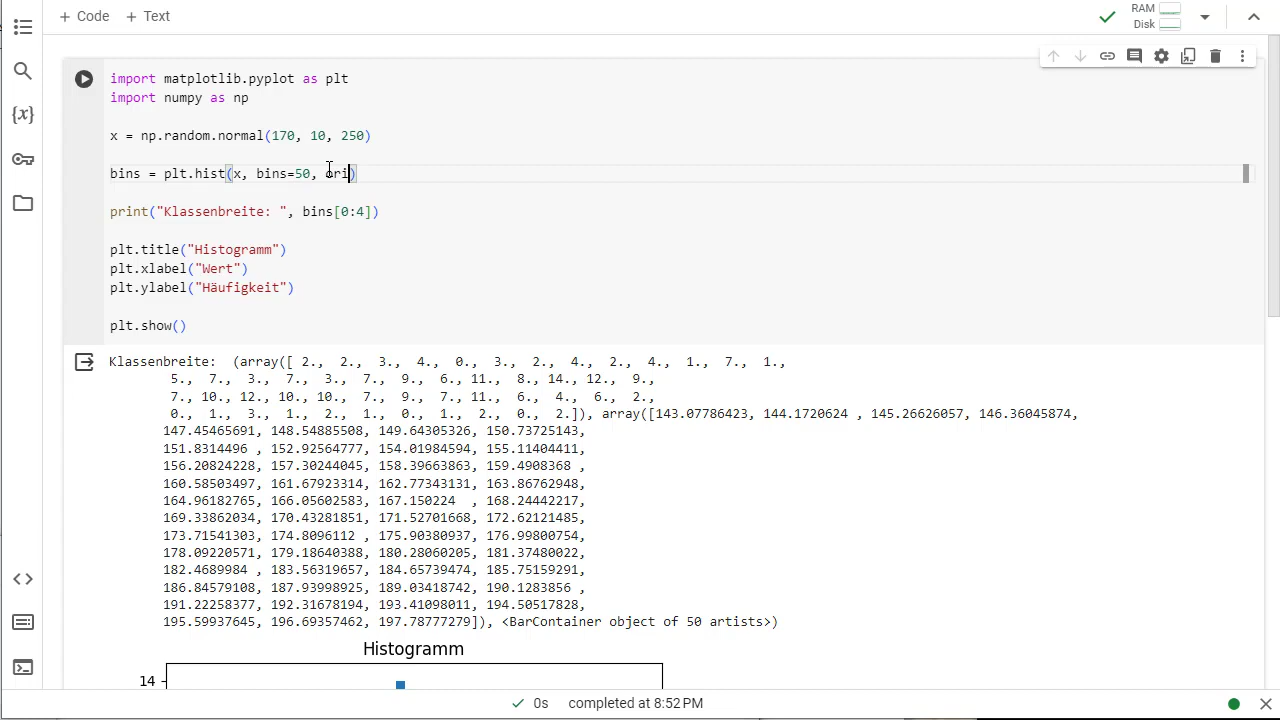 + Code + Text
RAM
Disk
import matplotlib.pyplot as plt
import numpy as np
x = np.random.normal(170, 10, 250)
bins = plt.hist(x, bins=50, ori)
print("Klassenbreite: ", bins[0:4])
plt.title("Histogramm")
plt.xlabel("Wert")
plt.ylabel("Häufigkeit")
plt.show()
Klassenbreite:  (array([ 2.,  2.,  3.,  4.,  0.,  3.,  2.,  4.,  2.,  4.,  1.,  7.,  1.,
5.,  7.,  3.,  7.,  3.,  7.,  9.,  6., 11.,  8., 14., 12.,  9.,
7., 10., 12., 10., 10.,  7.,  9.,  7., 11.,  6.,  4.,  6.,  2.,
0.,  1.,  3.,  1.,  2.,  1.,  0.,  1.,  2.,  0.,  2.]), array([143.07786423, 144.1720624 , 145.26626057, 146.36045874,
147.45465691, 148.54885508, 149.64305326, 150.73725143,
151.8314496 , 152.92564777, 154.01984594, 155.11404411,
156.20824228, 157.30244045, 158.39663863, 159.4908368 ,
160.58503497, 161.67923314, 162.77343131, 163.86762948,
164.96182765, 166.05602583, 167.150224  , 168.24442217,
169.33862034, 170.43281851, 171.52701668, 172.62121485,
173.71541303, 174.8096112 , 175.90380937, 176.99800754,
178.09220571, 179.18640388, 180.28060205, 181.37480022,
182.4689984 , 183.56319657, 184.65739474, 185.75159291,
186.84579108, 187.93998925, 189.03418742, 190.1283856 ,
191.22258377, 192.31678194, 193.41098011, 194.50517828,
195.59937645, 196.69357462, 197.78777279]), <BarContainer object of 50 artists>)
Histogramm
14
0s completed at 8:52 PM